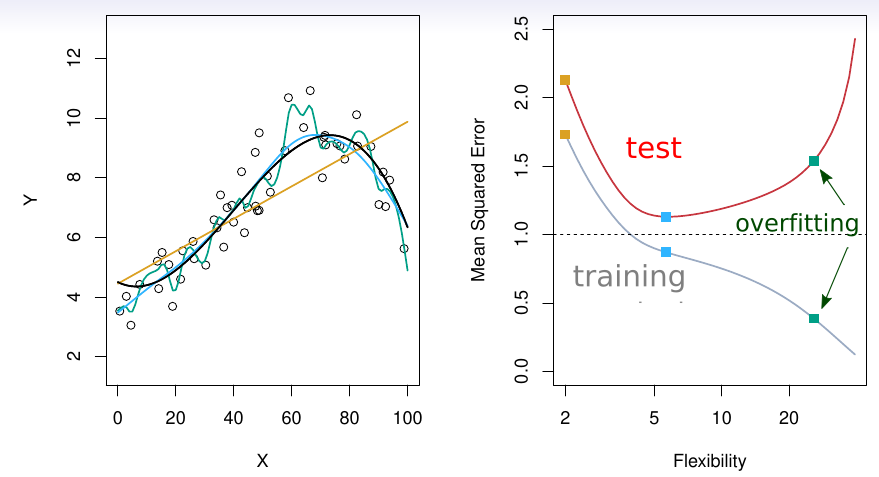 12
10
8
6
4
2
Y
0 20 40 60 80 100
X
2.5
2.0
1.5
1.0
0.5
0.0
Mean Squared Error
test
overfitting
training
2 5 10 20
Flexibility